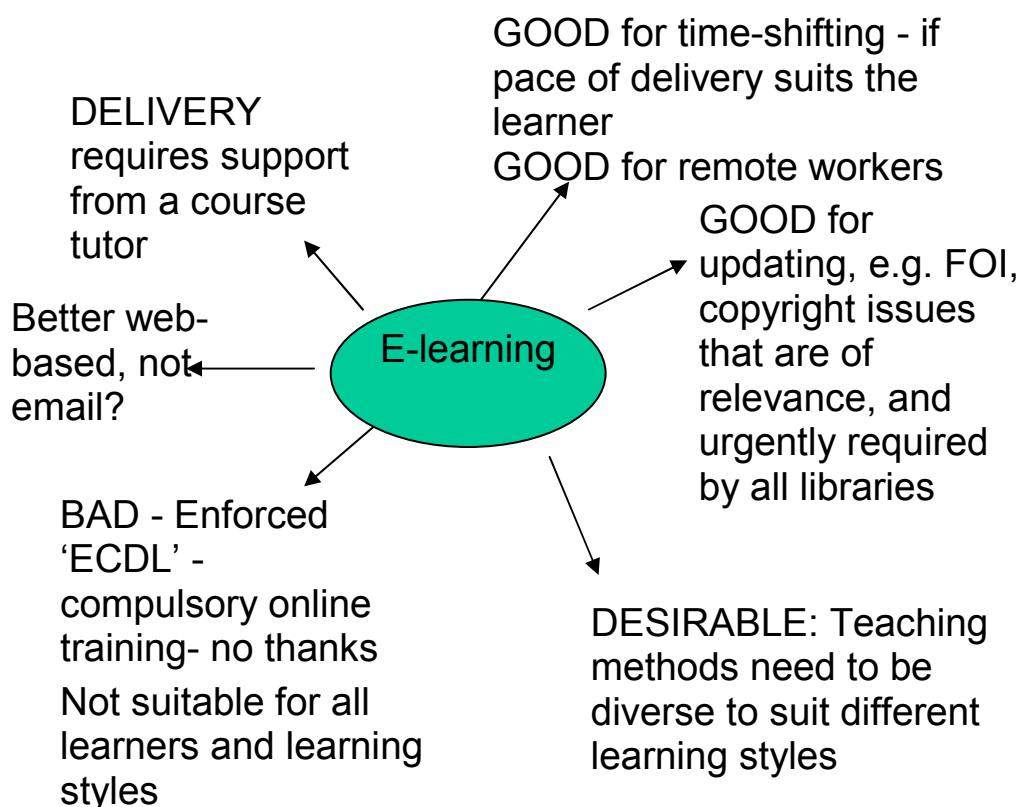 GOOD for time-shifting - if
pace of delivery suits the
learner
GOOD for remote workers
DELIVERY
requires support
from a course
tutor
GOOD for
updating, e.g. FOI,
copyright issues
that are of
relevance, and
urgently required
by all libraries
Better web-
based, not
email?
E-learning
BAD - Enforced
‘ECDL’ -
compulsory online
training- no thanks
Not suitable for all
learners and learning
styles
DESIRABLE: Teaching
methods need to be
diverse to suit different
learning styles